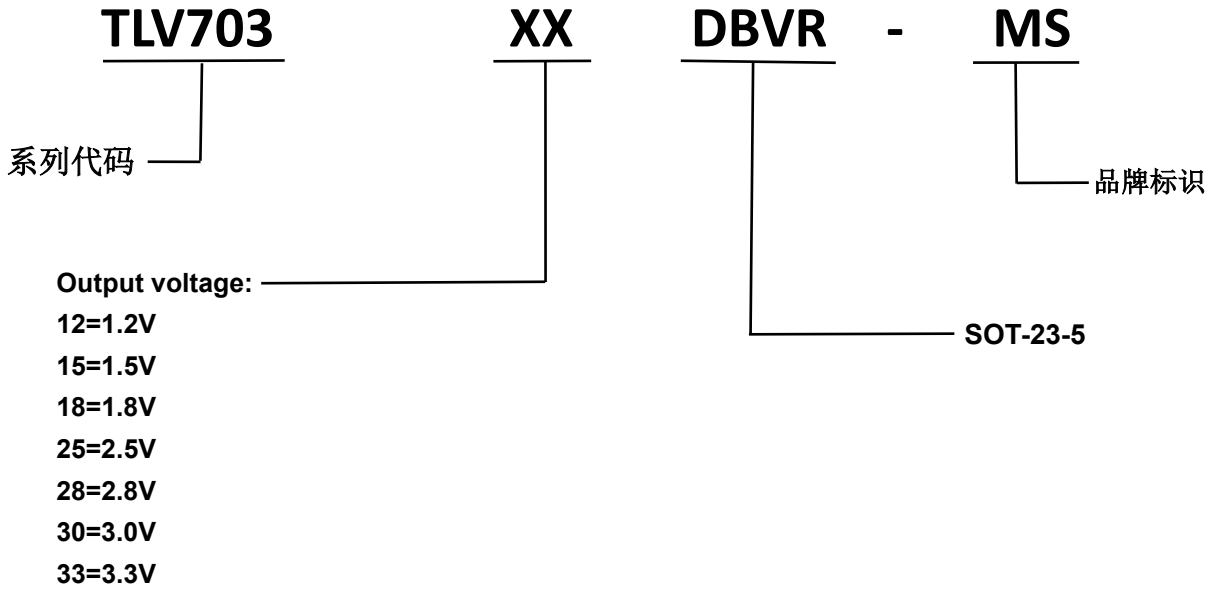 TLV703 XX DBVR - MS
系列代码
品牌标识
Output voltage:
12=1.2V
SOT-23-5
15=1.5V
18=1.8V
25=2.5V
28=2.8V
30=3.0V
33=3.3V